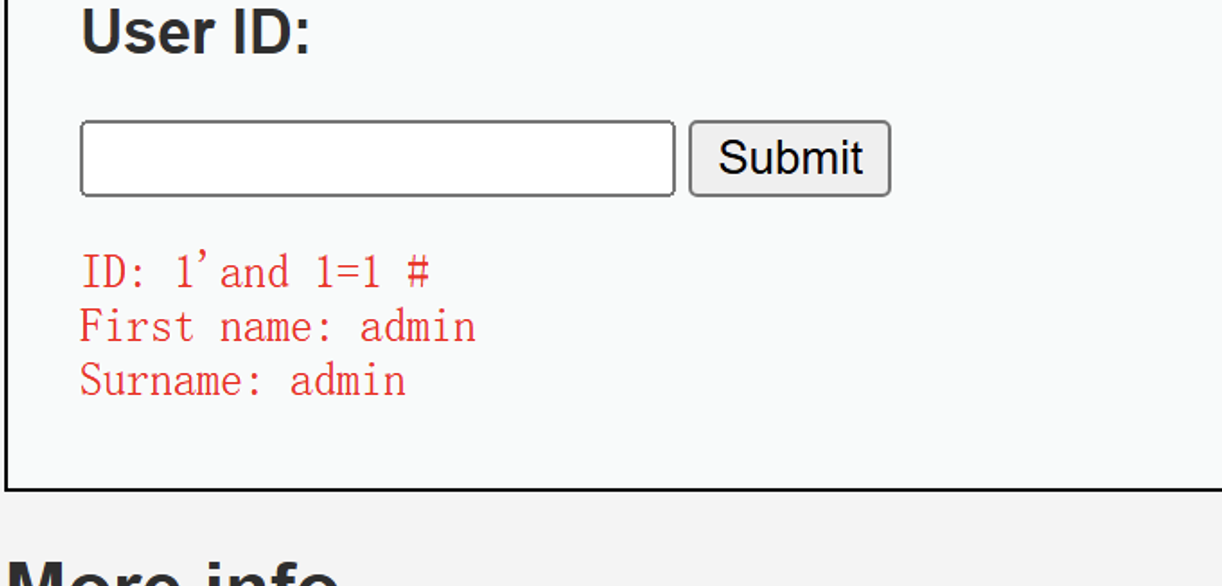 User ID:
Submit
ID: 1’and 1=1 #
First name: admin
Surname: admin
More info